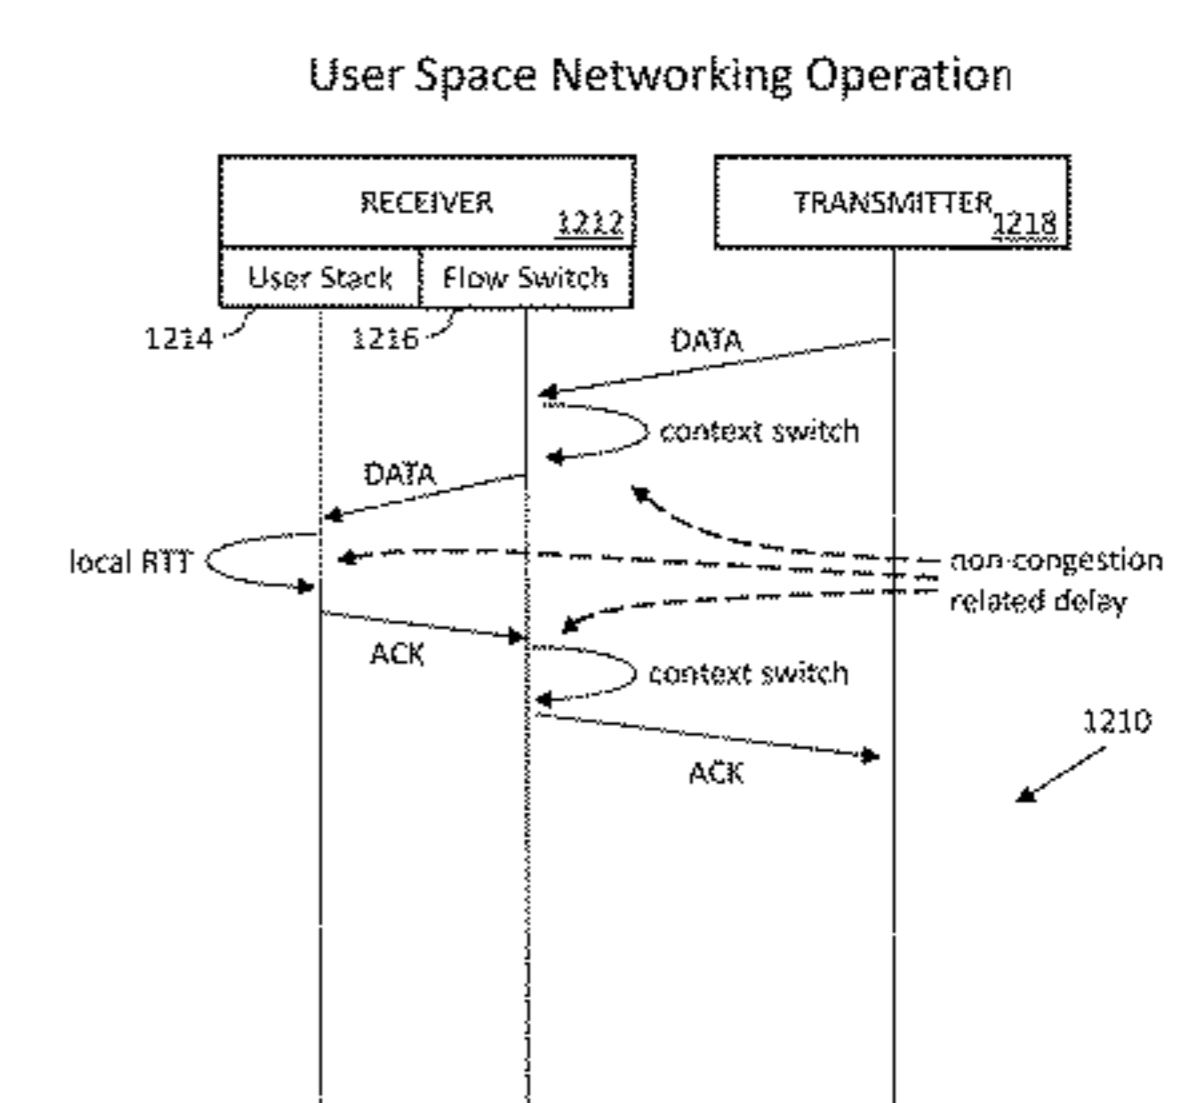 User Space Networking Operation
RECEIVER
1212
TRANSMITTER
1218
User Stack
Flow Switch
1214
1216
DATA
context switch
DATA
local RTT
non-congestion
related delay
ACK
context switch
1210
ACK